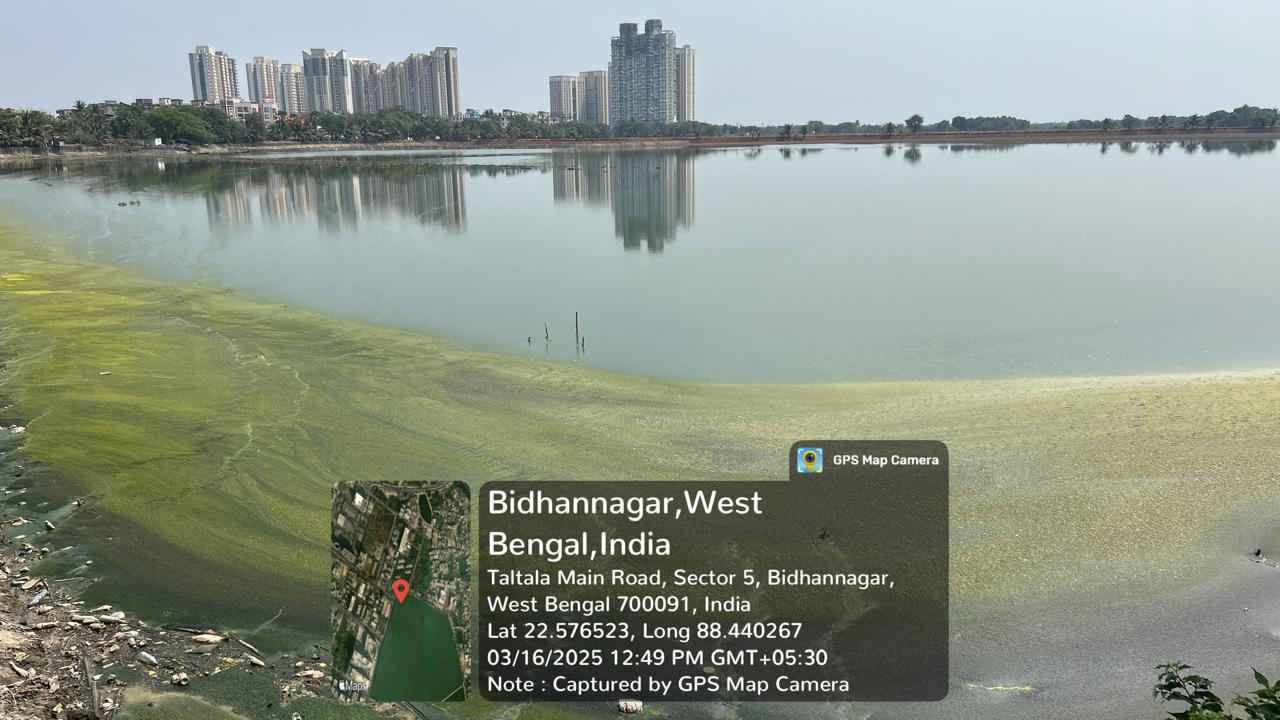 GPS Map Camera
Bidhannagar,West
Bengal,India
Taltala Main Road, Sector 5, Bidhannagar,
West Bengal 700091, India
Lat 22.576523, Long 88.440267
03/16/2025 12:49 PM GMT+05:30
Note : Captured by GPS Map Camera
Maps